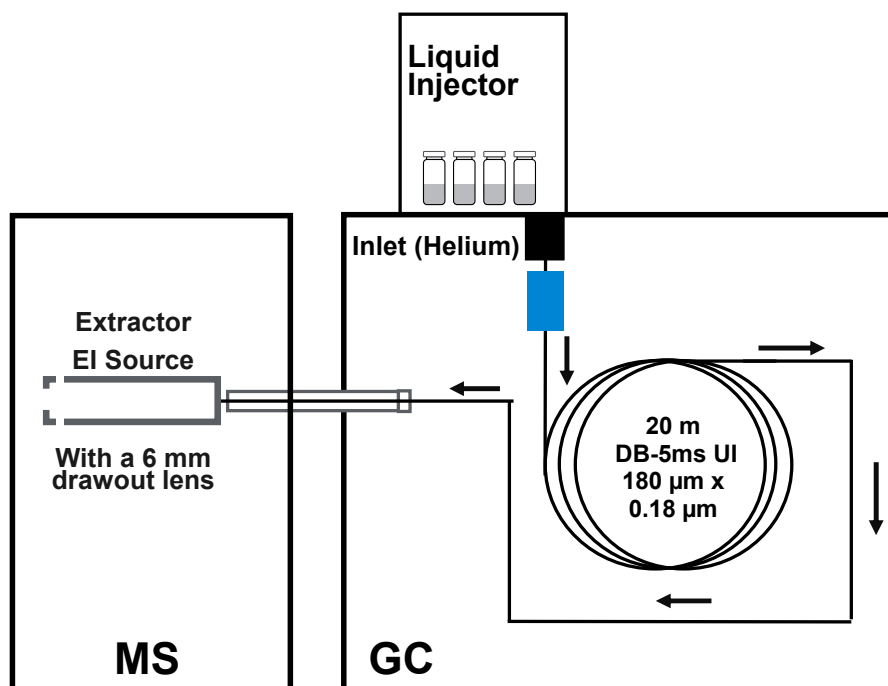 Liquid
Injector
Inlet (Helium)
Extractor
EI Source
With a 6 mm
drawout lens
20 m
DB-5ms UI
180 µm x
0.18 µm
MS
GC